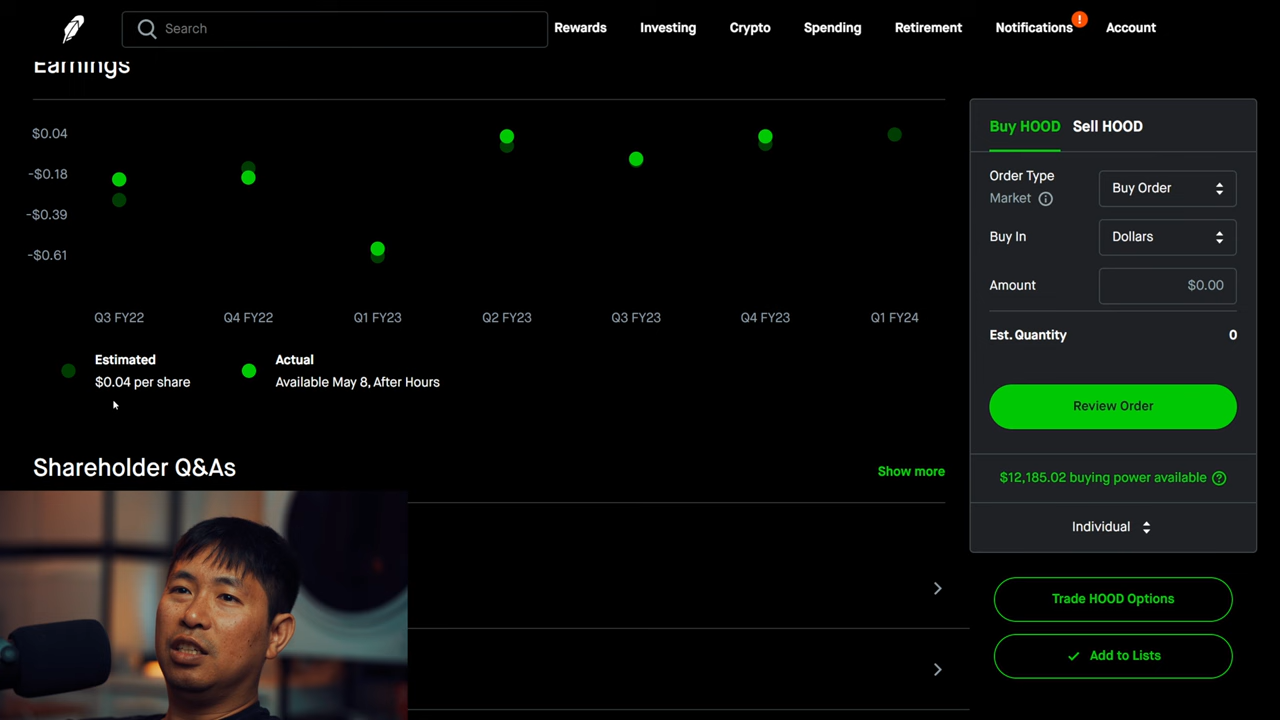 Search
Rewards
Investing
Crypto
Spending
Retirement
Notifications
!
Account
Earnings
$0.04
-$0.18
-$0.39
-$0.61
Q3 FY22
Q4 FY22
Q1 FY23
Q2 FY23
Q3 FY23
Q4 FY23
Q1 FY24
Estimated
$0.04 per share
Actual
Available May 8, After Hours
Shareholder Q&As
Show more
Buy HOOD
Sell HOOD
Order Type
Market
Buy Order
Buy In
Dollars
Amount
$0.00
Est. Quantity
0
Review Order
$12,185.02 buying power available
Individual
Trade HOOD Options
Add to Lists